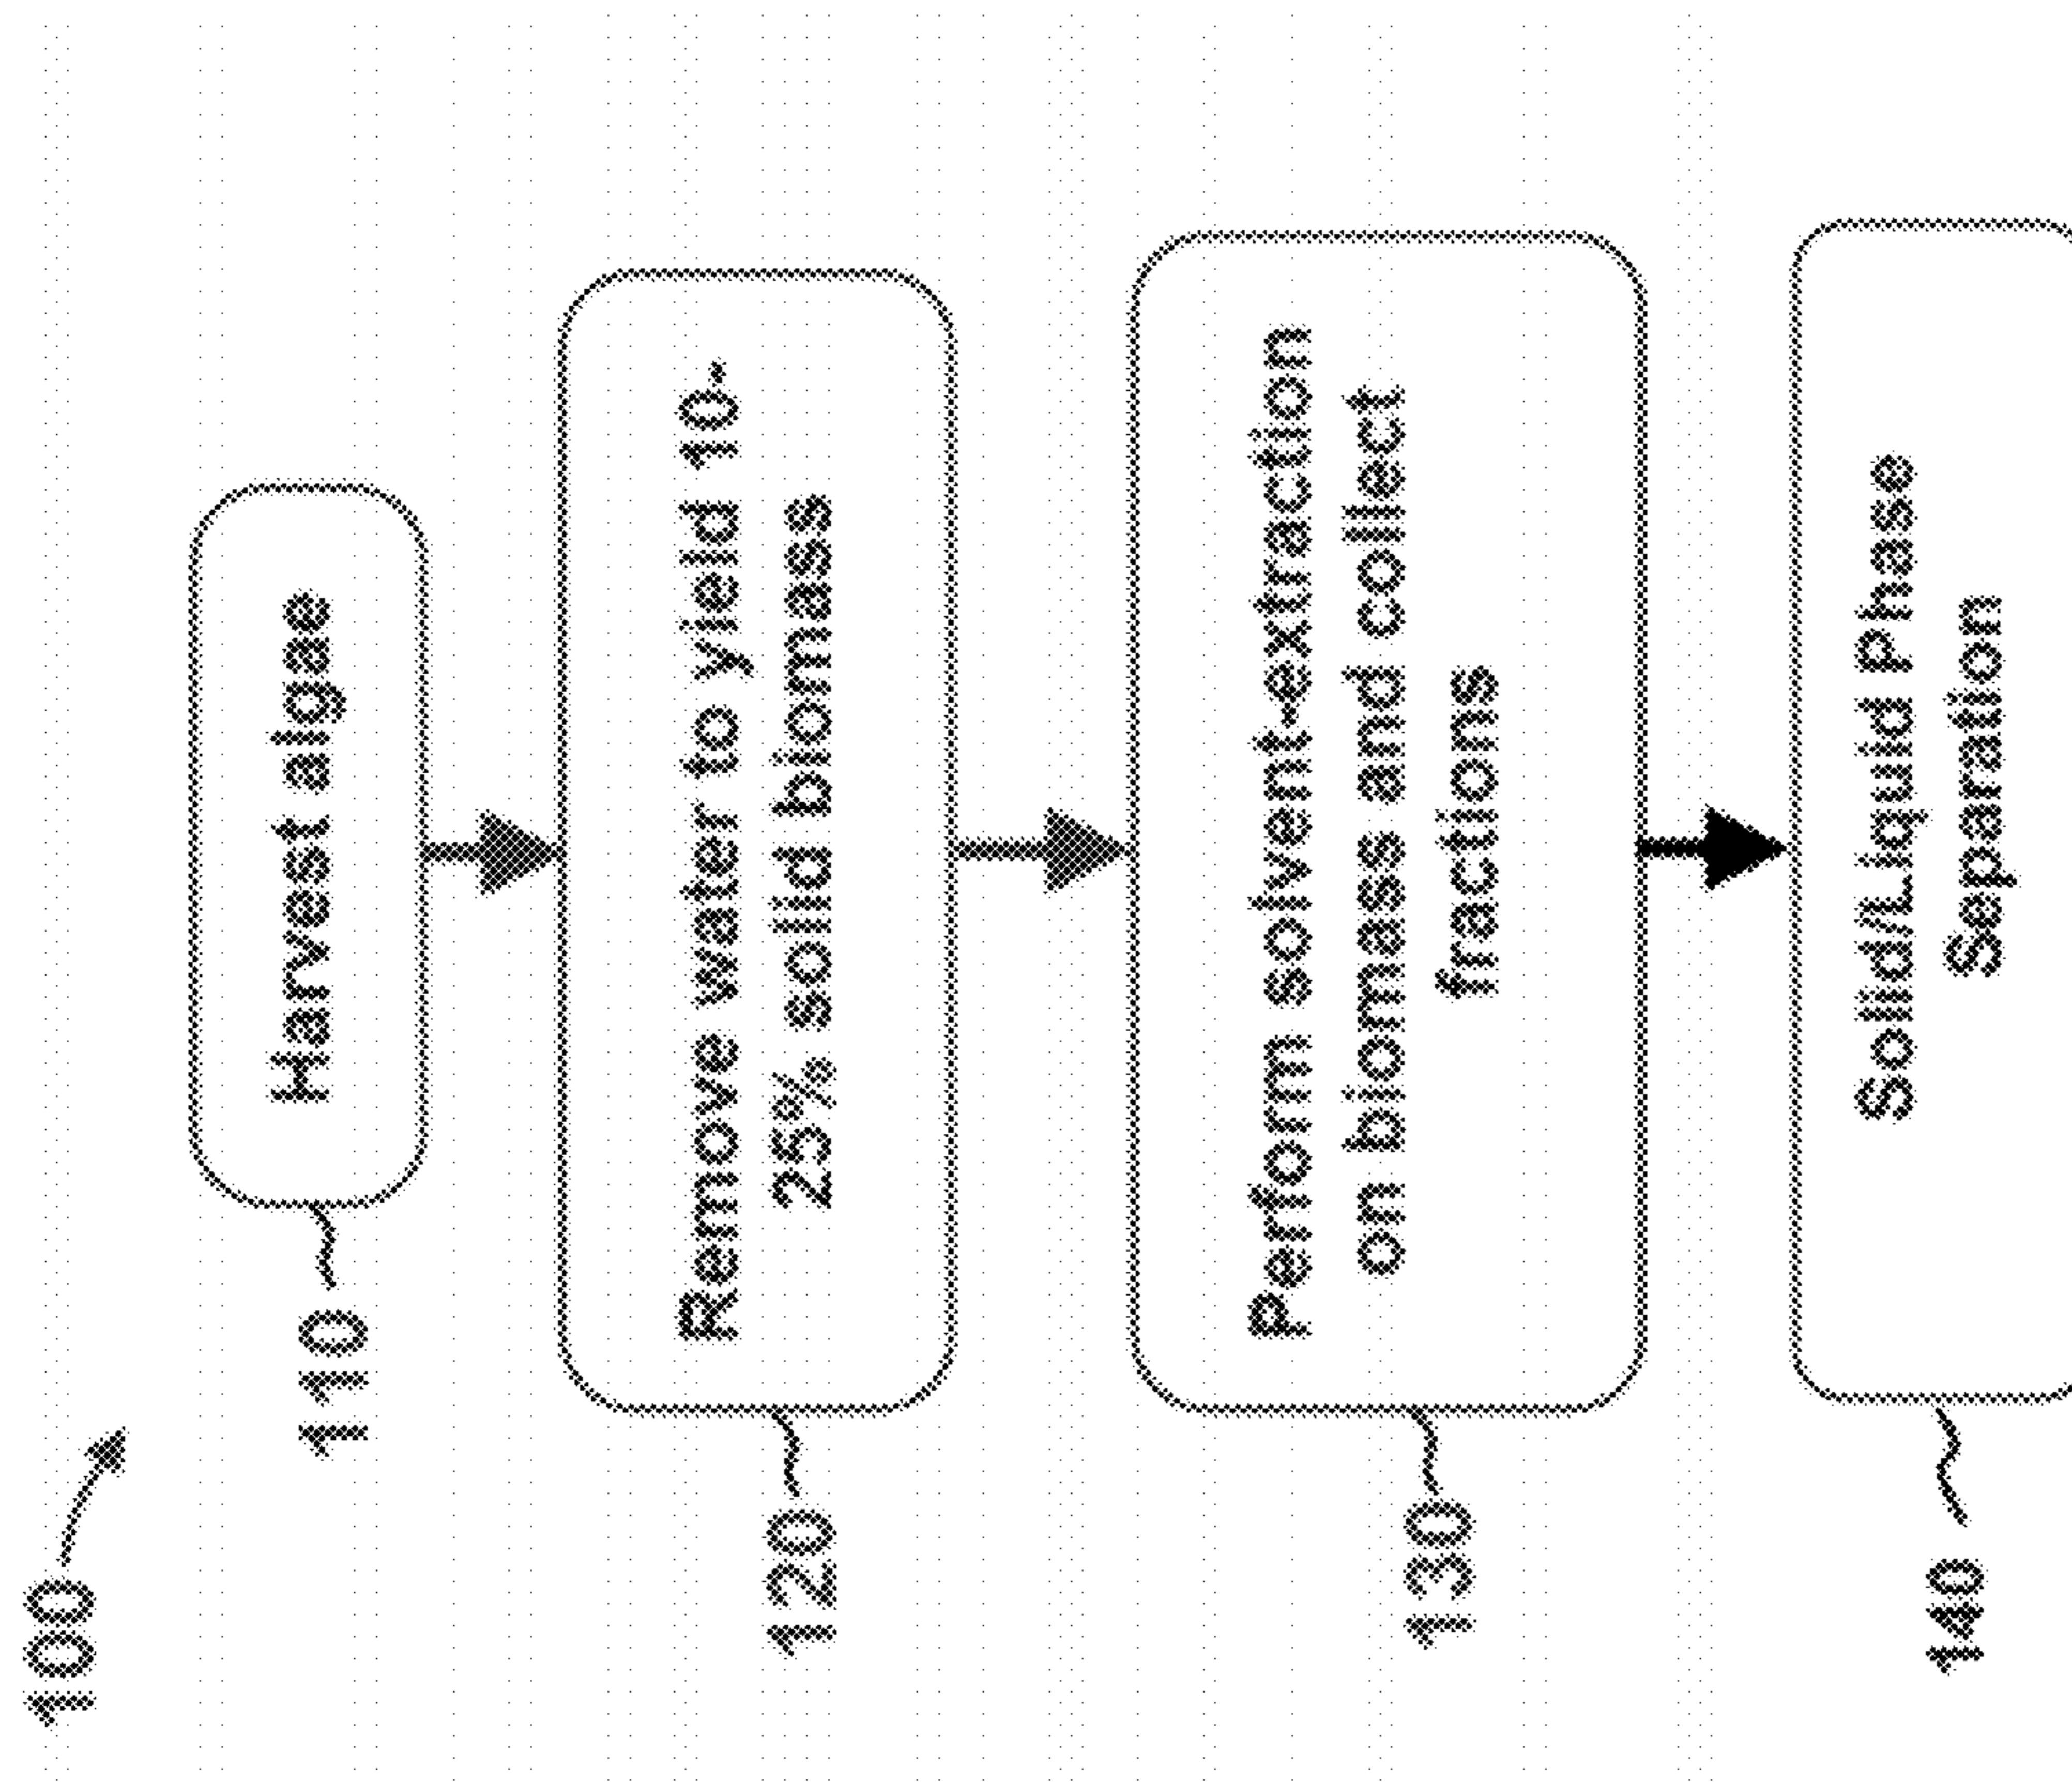 100
110
Harvest algae
120
Remove water to yield 10-
25% solid biomass
130
Perform solvent-extraction
on biomass and collect
fractions
140
Solid/Liquid Phase
Separation